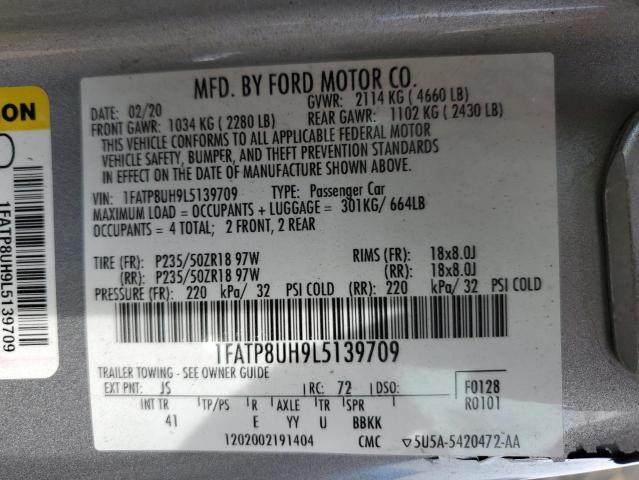 MFD. BY FORD MOTOR CO.
DATE: 02/20
GVWR: 2114 KG ( 4660 LB)
FRONT GAWR: 1034 KG ( 2280 LB)
REAR GAWR: 1102 KG ( 2430 LB)
THIS VEHICLE CONFORMS TO ALL APPLICABLE FEDERAL MOTOR
VEHICLE SAFETY, BUMPER, AND THEFT PREVENTION STANDARDS
IN EFFECT ON THE DATE OF MANUFACTURE SHOWN ABOVE.
VIN: 1FATP8UH9L5139709 TYPE: Passenger Car
MAXIMUM LOAD = OCCUPANTS + LUGGAGE = 301KG/ 664LB
OCCUPANTS = 4 TOTAL; 2 FRONT, 2 REAR
TIRE (FR): P235/50ZR18 97W RIMS (FR): 18x8.0J
(RR): P235/50ZR18 97W (RR): 18x8.0J
PRESSURE (FR): 220 kPa/ 32 PSI COLD (RR): 220 kPa/ 32 PSI COLD
1FATP8UH9L5139709
TRAILER TOWING - SEE OWNER GUIDE
EXT PNT: JS RC: 72 DSO: F0128
R0101
INT TR TP/PS R AXLE TR SPR
41 E YY U BBKK
1202002191404 CMC ▽5U5A-5420472-AA
ON
1FATP8UH9L5139709